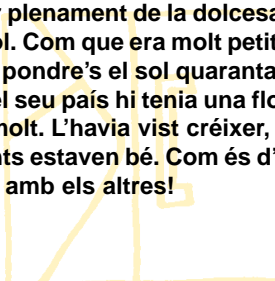 plenament de la dolcesa
ol. Com que era molt petit
pondre’s el sol quaranta
el seu país hi tenia una flo
molt. L’havia vist créixer,
nts estaven bé. Com és d’
amb els altres!